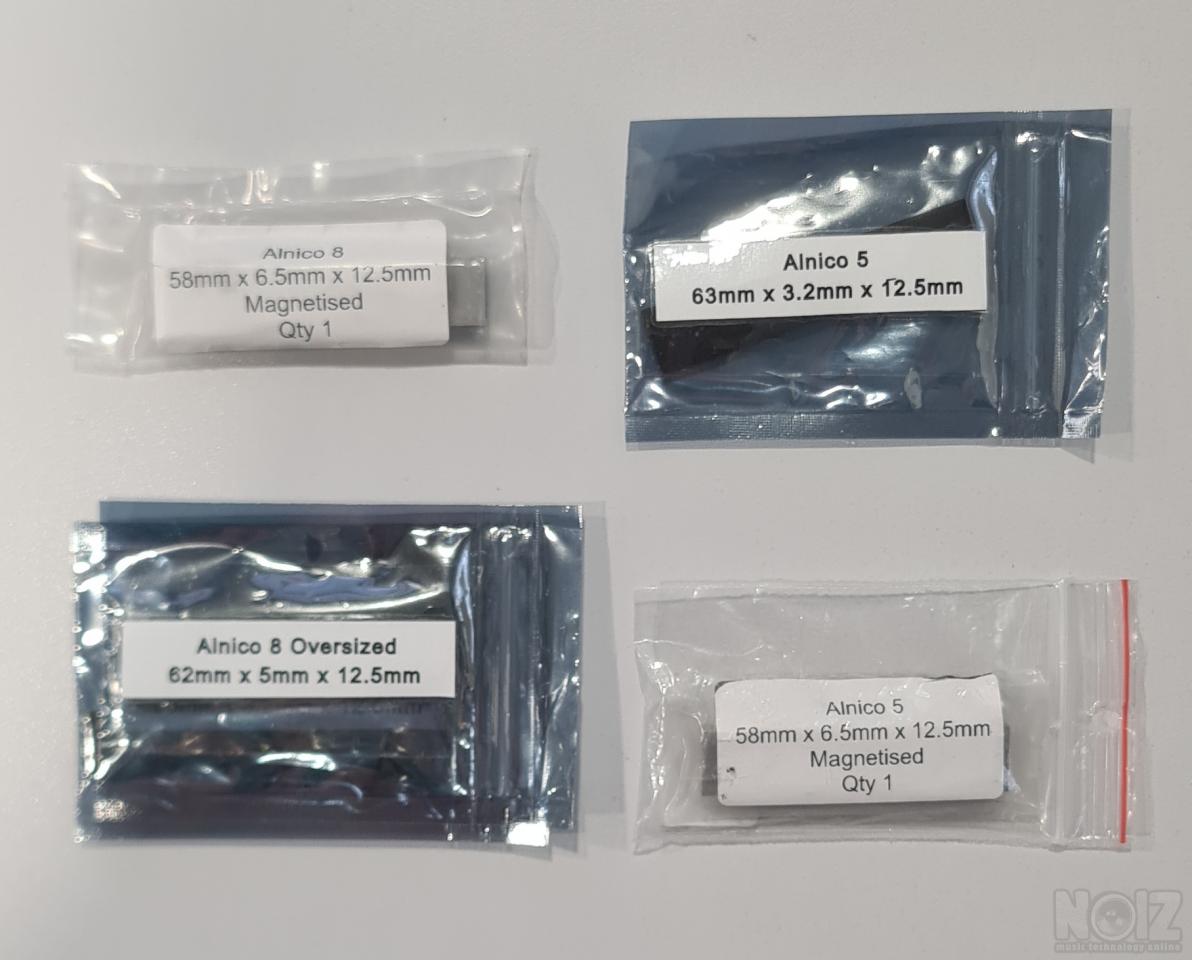 Alnico 8
58mm x 6.5mm x 12.5mm
Magnetised
Qty 1
Alnico 5
63mm x 3.2mm x 12.5mm
Alnico 8 Oversized
62mm x 5mm x 12.5mm
Alnico 5
58mm x 6.5mm x 12.5mm
Magnetised
Qty 1
NOIZ
music technology online